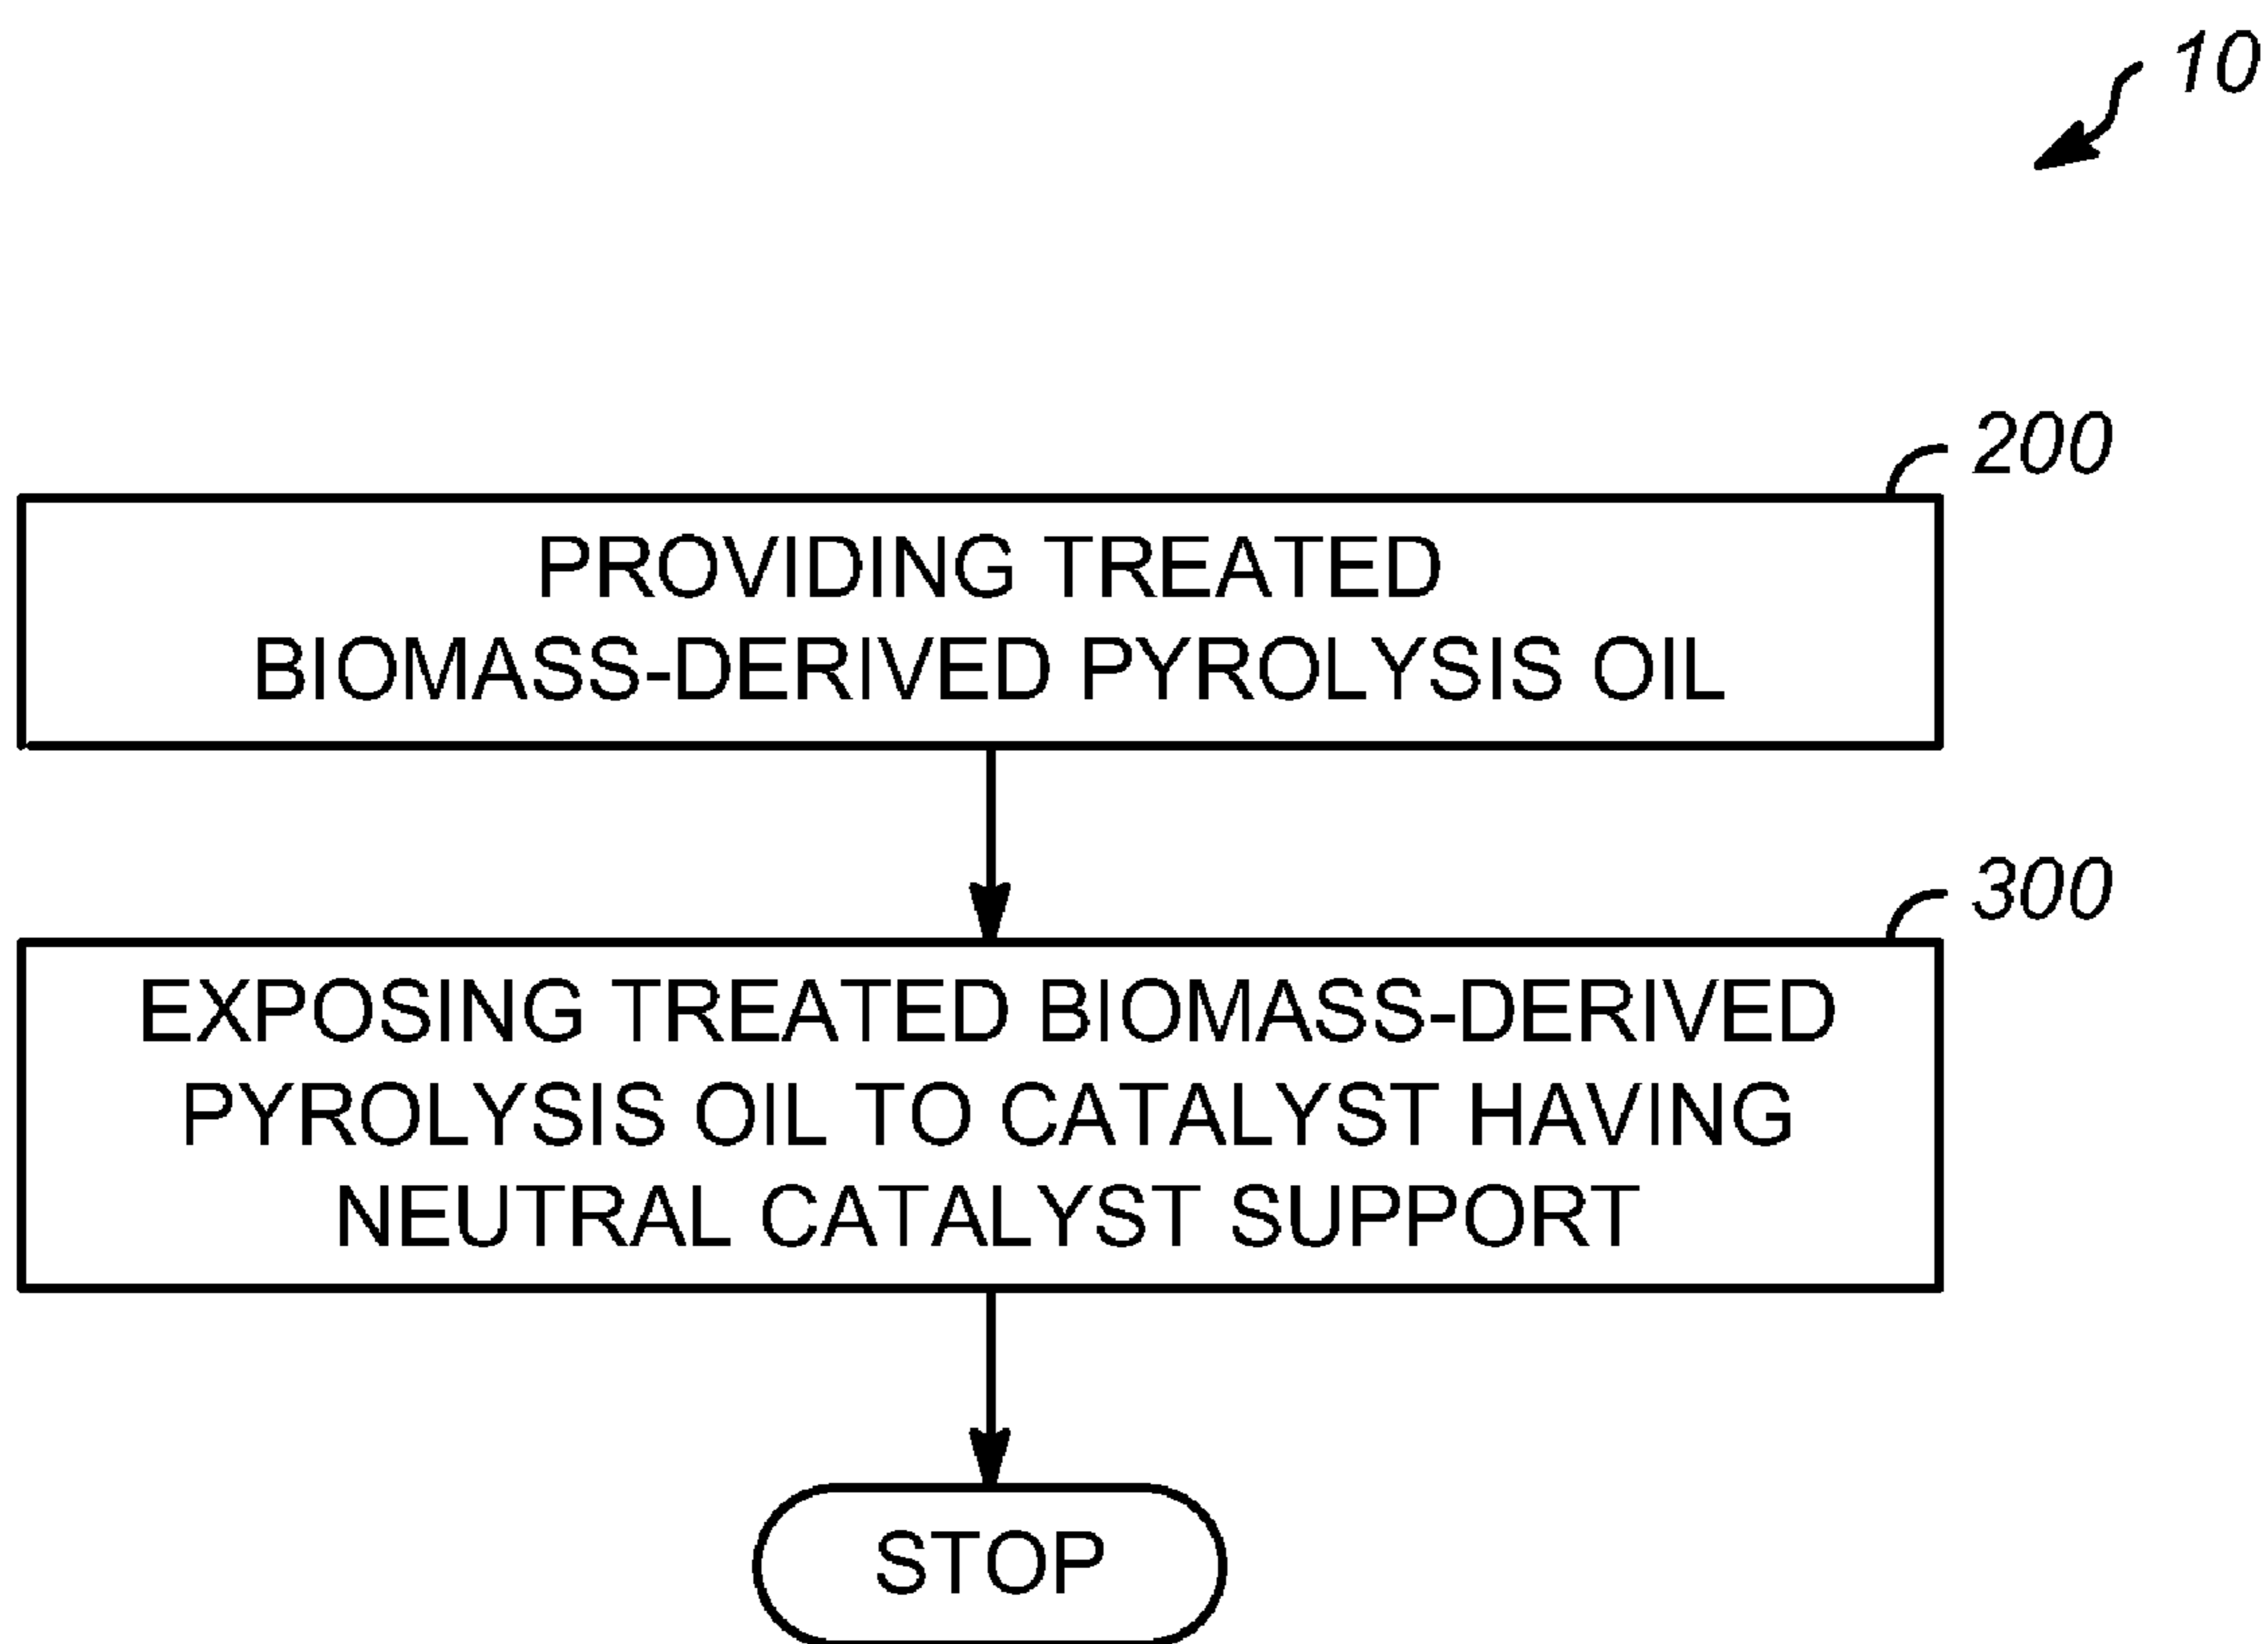 10
200
PROVIDING TREATED
BIOMASS-DERIVED PYROLYSIS OIL
300
EXPOSING TREATED BIOMASS-DERIVED
PYROLYSIS OIL TO CATALYST HAVING
NEUTRAL CATALYST SUPPORT
STOP